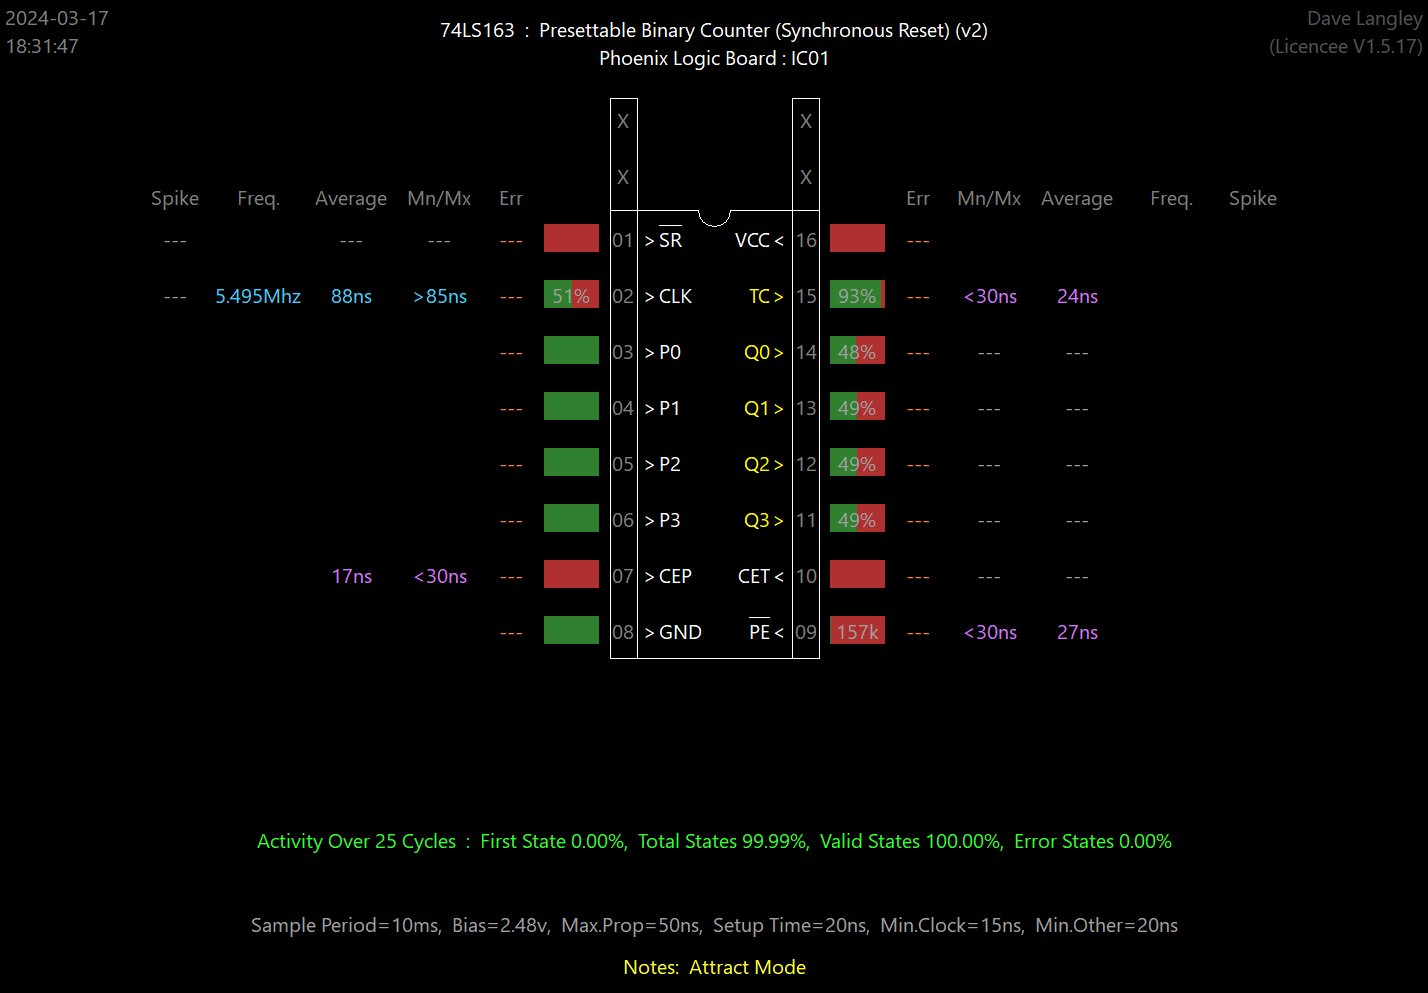 2024-03-17
18:31:47
74LS163 : Presettable Binary Counter (Synchronous Reset) (v2)
Phoenix Logic Board : IC01
Dave Langley
(Licencee V1.5.17)
X X
X X
Spike Freq. Average Mn/Mx Err Err Mn/Mx Average Freq. Spike
--- --- --- --- 01 >SR VCC< 16 ---
--- 5.495Mhz 88ns >85ns --- 51% 02 >CLK TC> 15 93% --- <30ns 24ns
--- 03 >P0 Q0> 14 48% --- --- ---
--- 04 >P1 Q1> 13 49% --- --- ---
--- 05 >P2 Q2> 12 49% --- --- ---
--- 06 >P3 Q3> 11 49% --- --- ---
17ns <30ns --- 07 >CEP CET< 10 --- --- ---
--- 08 >GND PE< 09 157k --- <30ns 27ns
Activity Over 25 Cycles : First State 0.00%, Total States 99.99%, Valid States 100.00%, Error States 0.00%
Sample Period=10ms, Bias=2.48v, Max.Prop=50ns, Setup Time=20ns, Min.Clock=15ns, Min.Other=20ns
Notes: Attract Mode